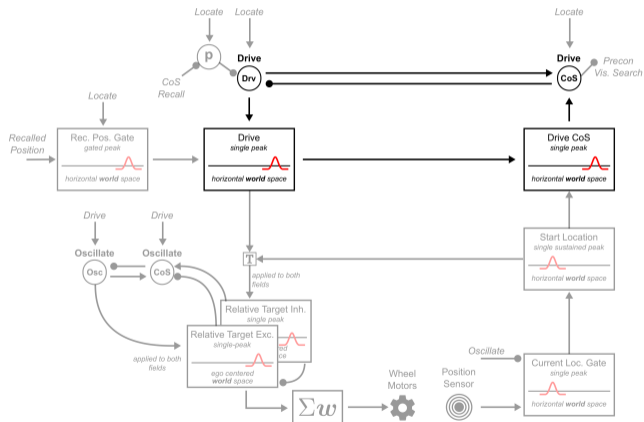 Locate
Locate
Locate
p
Drive
Drv
CoS
Recall
Drive
CoS
Precon
Vis. Search
Locate
Recalled
Position
Rec. Pos. Gate
gated peak
horizontal world space
Drive
single peak
horizontal world space
Drive CoS
single peak
horizontal world space
Drive
Drive
Oscillate
Oscillate
Osc
CoS
T
applied to both
fields
Start Location
single sustained peak
horizontal world space
Relative Target Inh.
single peak
Relative Target Exc.
single-peak
ego centered
world space
applied to both
fields
Oscillate
Current Loc. Gate
single peak
horizontal world space
Σw
Wheel
Motors
Position
Sensor